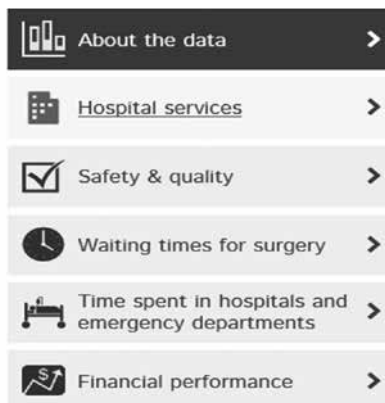 About the data
Hospital services
Safety & quality
Waiting times for surgery
Time spent in hospitals and
emergency departments
Financial performance